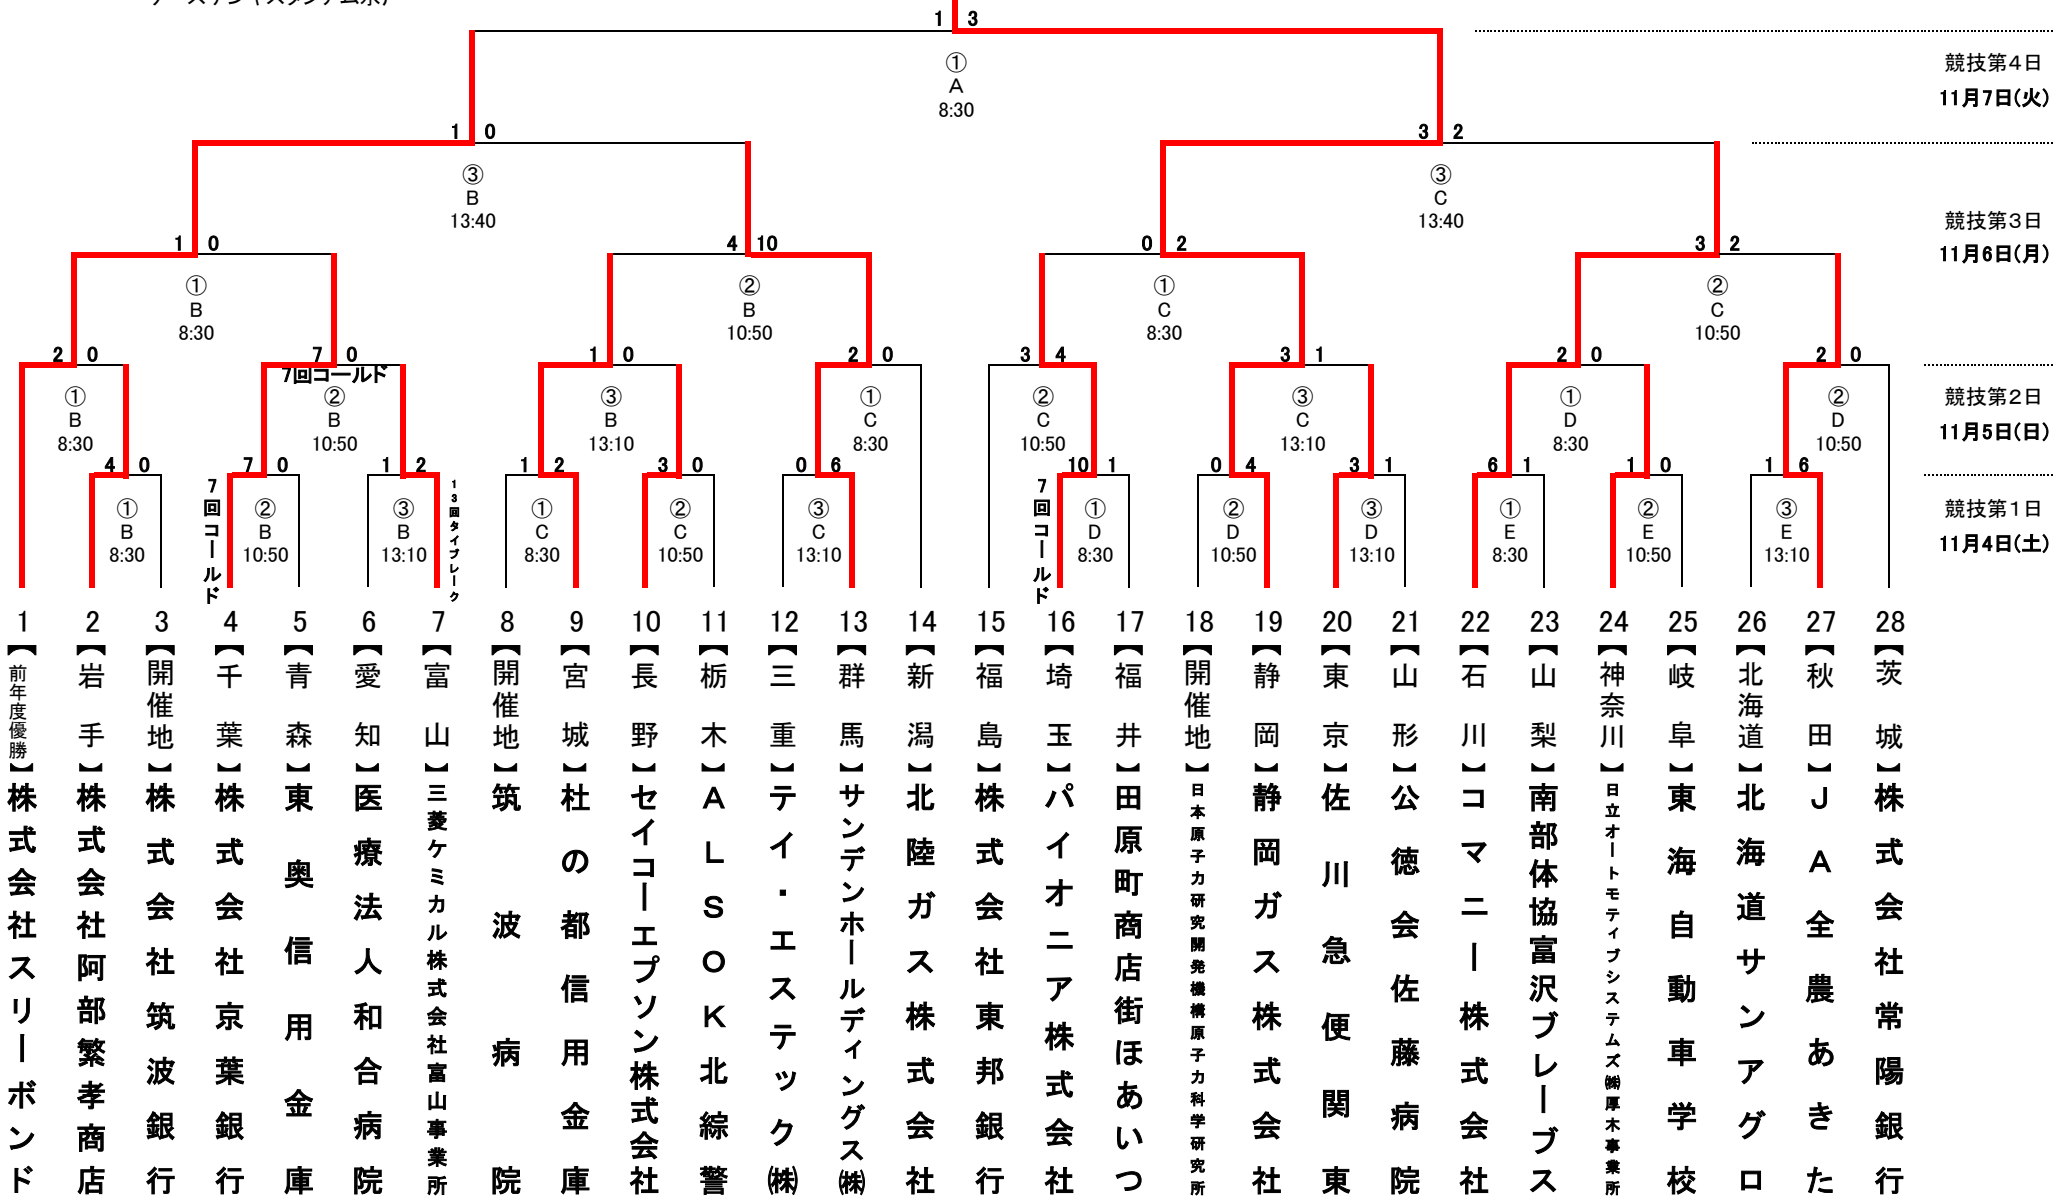 1 3
①
A
8:30
競技第4日
11月7日(火)
1 0
3 2
③
B
13:40
③
C
13:40
競技第3日
11月6日(月)
1 0
4 10
0 2
3 2
①
B
8:30
②
B
10:50
①
C
8:30
②
C
10:50
2 0
7 0
7回コールド
1 0
2 0
3 4
3 1
2 0
2 0
①
B
8:30
②
B
10:50
③
B
13:10
①
C
8:30
②
C
10:50
③
C
13:10
①
D
8:30
②
D
10:50
競技第2日
11月5日(日)
4 0
7 0
1 2
1 2
3 0
0 6
10 1
0 4
3 1
6 1
1 0
1 6
①
B
8:30
7回コールド
②
B
10:50
③
B
13:10
13回タイブレーク
①
C
8:30
②
C
10:50
③
C
13:10
7回コールド
①
D
8:30
②
D
10:50
③
D
13:10
①
E
8:30
②
E
10:50
③
E
13:10
競技第1日
11月4日(土)
1【前年度優勝】株式会社スリーボンド
2【岩手】株式会社阿部繁孝商店
3【開催地】株式会社筑波銀行
4【千葉】株式会社京葉銀行
5【青森】東奥信用金庫
6【愛知】医療法人和合病院
7【富山】三菱ケミカル株式会社富山事業所
8【開催地】筑波病院
9【宮城】杜の都信用金庫
10【長野】セイコーエプソン株式会社
11【栃木】ALSOK北綜警
12【三重】テイ・エステック㈱
13【群馬】サンデンホールディングス㈱
14【新潟】北陸ガス株式会社
15【福島】株式会社東邦銀行
16【埼玉】パイオニア株式会社
17【福井】田原町商店街ほあいつ
18【開催地】日本原子力研究開発機構原子力科学研究所
19【静岡】静岡ガス株式会社
20【東京】佐川急便関東
21【山形】公徳会佐藤病院
22【石川】コマニー株式会社
23【山梨】南部体協富沢ブレーブス
24【神奈川】日立オートモティブシステムズ㈱厚木事業所
25【岐阜】東海自動車学校
26【北海道】北海道サンアグロ
27【秋田】JA全農あきた
28【茨城】株式会社常陽銀行